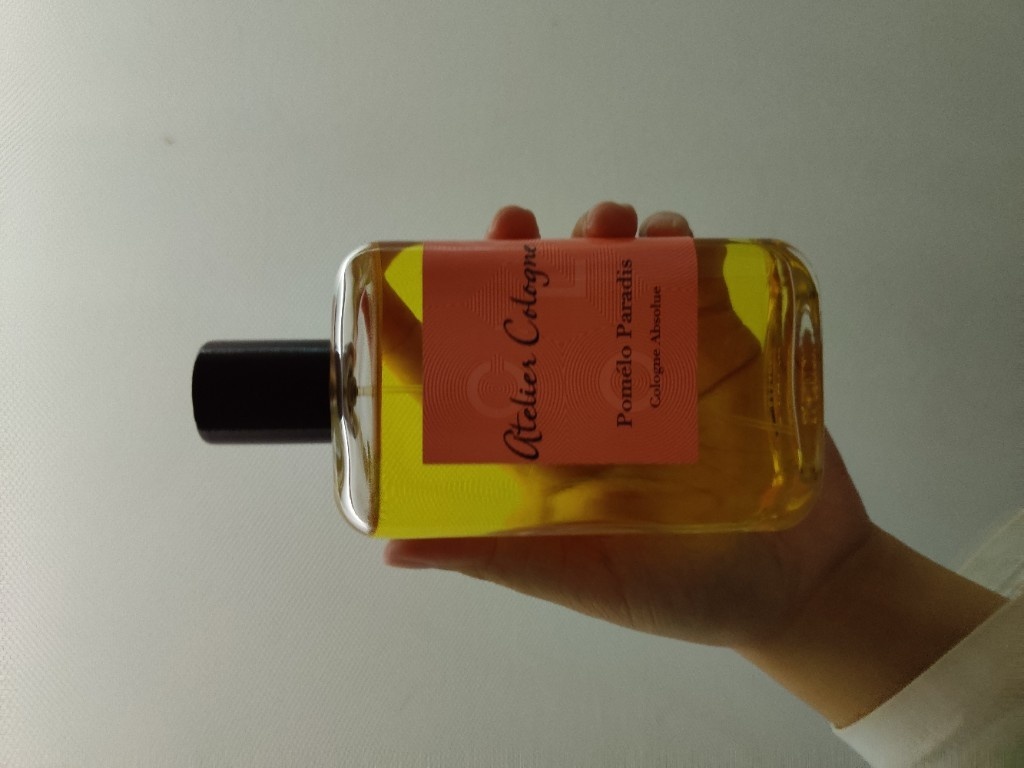 Atelier Cologne
Pomélo Paradis
Cologne Absolue